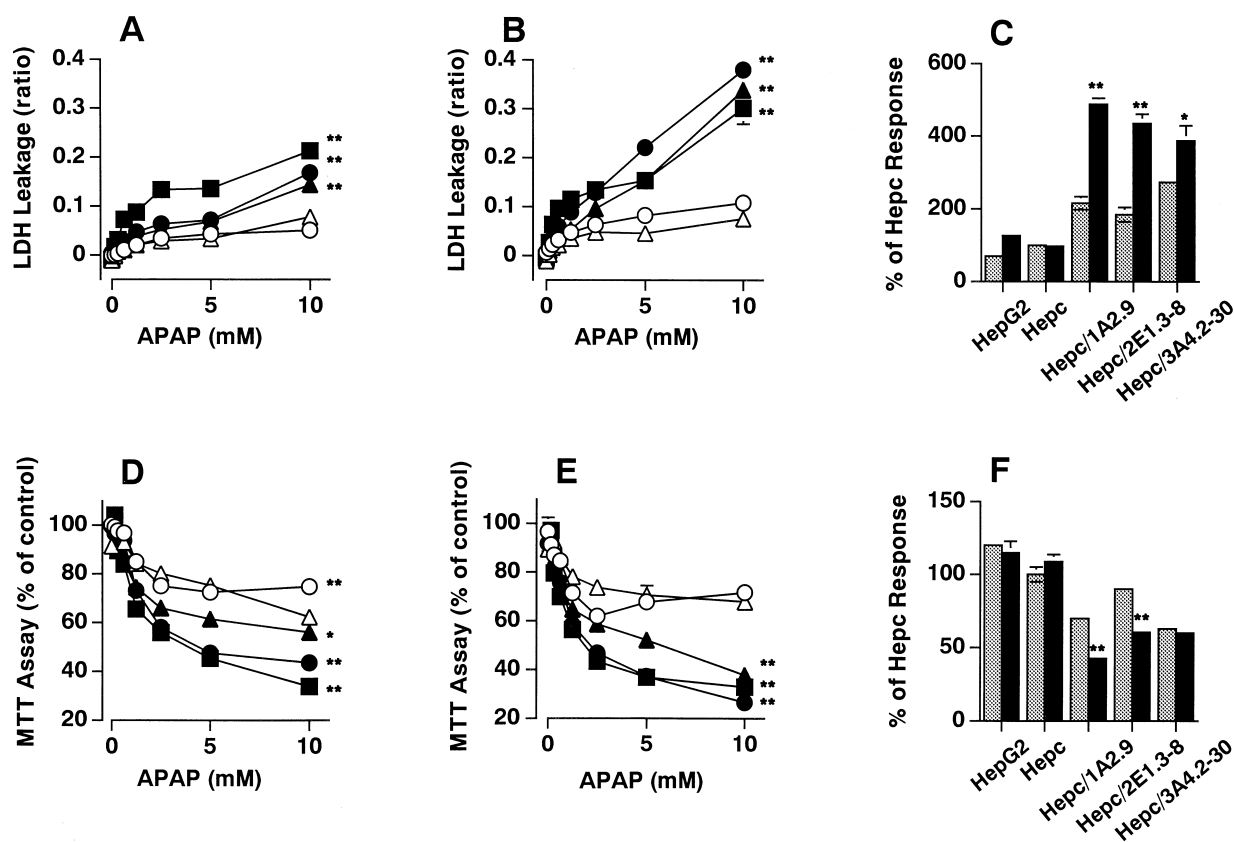 A
LDH Leakage (ratio)
0.4
0.3
0.2
0.1
0
**
**
**
0 5 10
APAP (mM)
B
LDH Leakage (ratio)
0.4
0.3
0.2
0.1
0
**
**
**
0 5 10
APAP (mM)
C
% of Hepc Response
600
400
200
0
** ** *
HepG2
Hepc
Hepc/1A2.9
Hepc/2E1.3-8
Hepc/3A4.2-30
D
MTT Assay (% of control)
100
80
60
40
20
**
*
**
**
0 5 10
APAP (mM)
E
MTT Assay (% of control)
100
80
60
40
20
**
**
**
0 5 10
APAP (mM)
F
% of Hepc Response
150
100
50
0
** **
HepG2
Hepc
Hepc/1A2.9
Hepc/2E1.3-8
Hepc/3A4.2-30